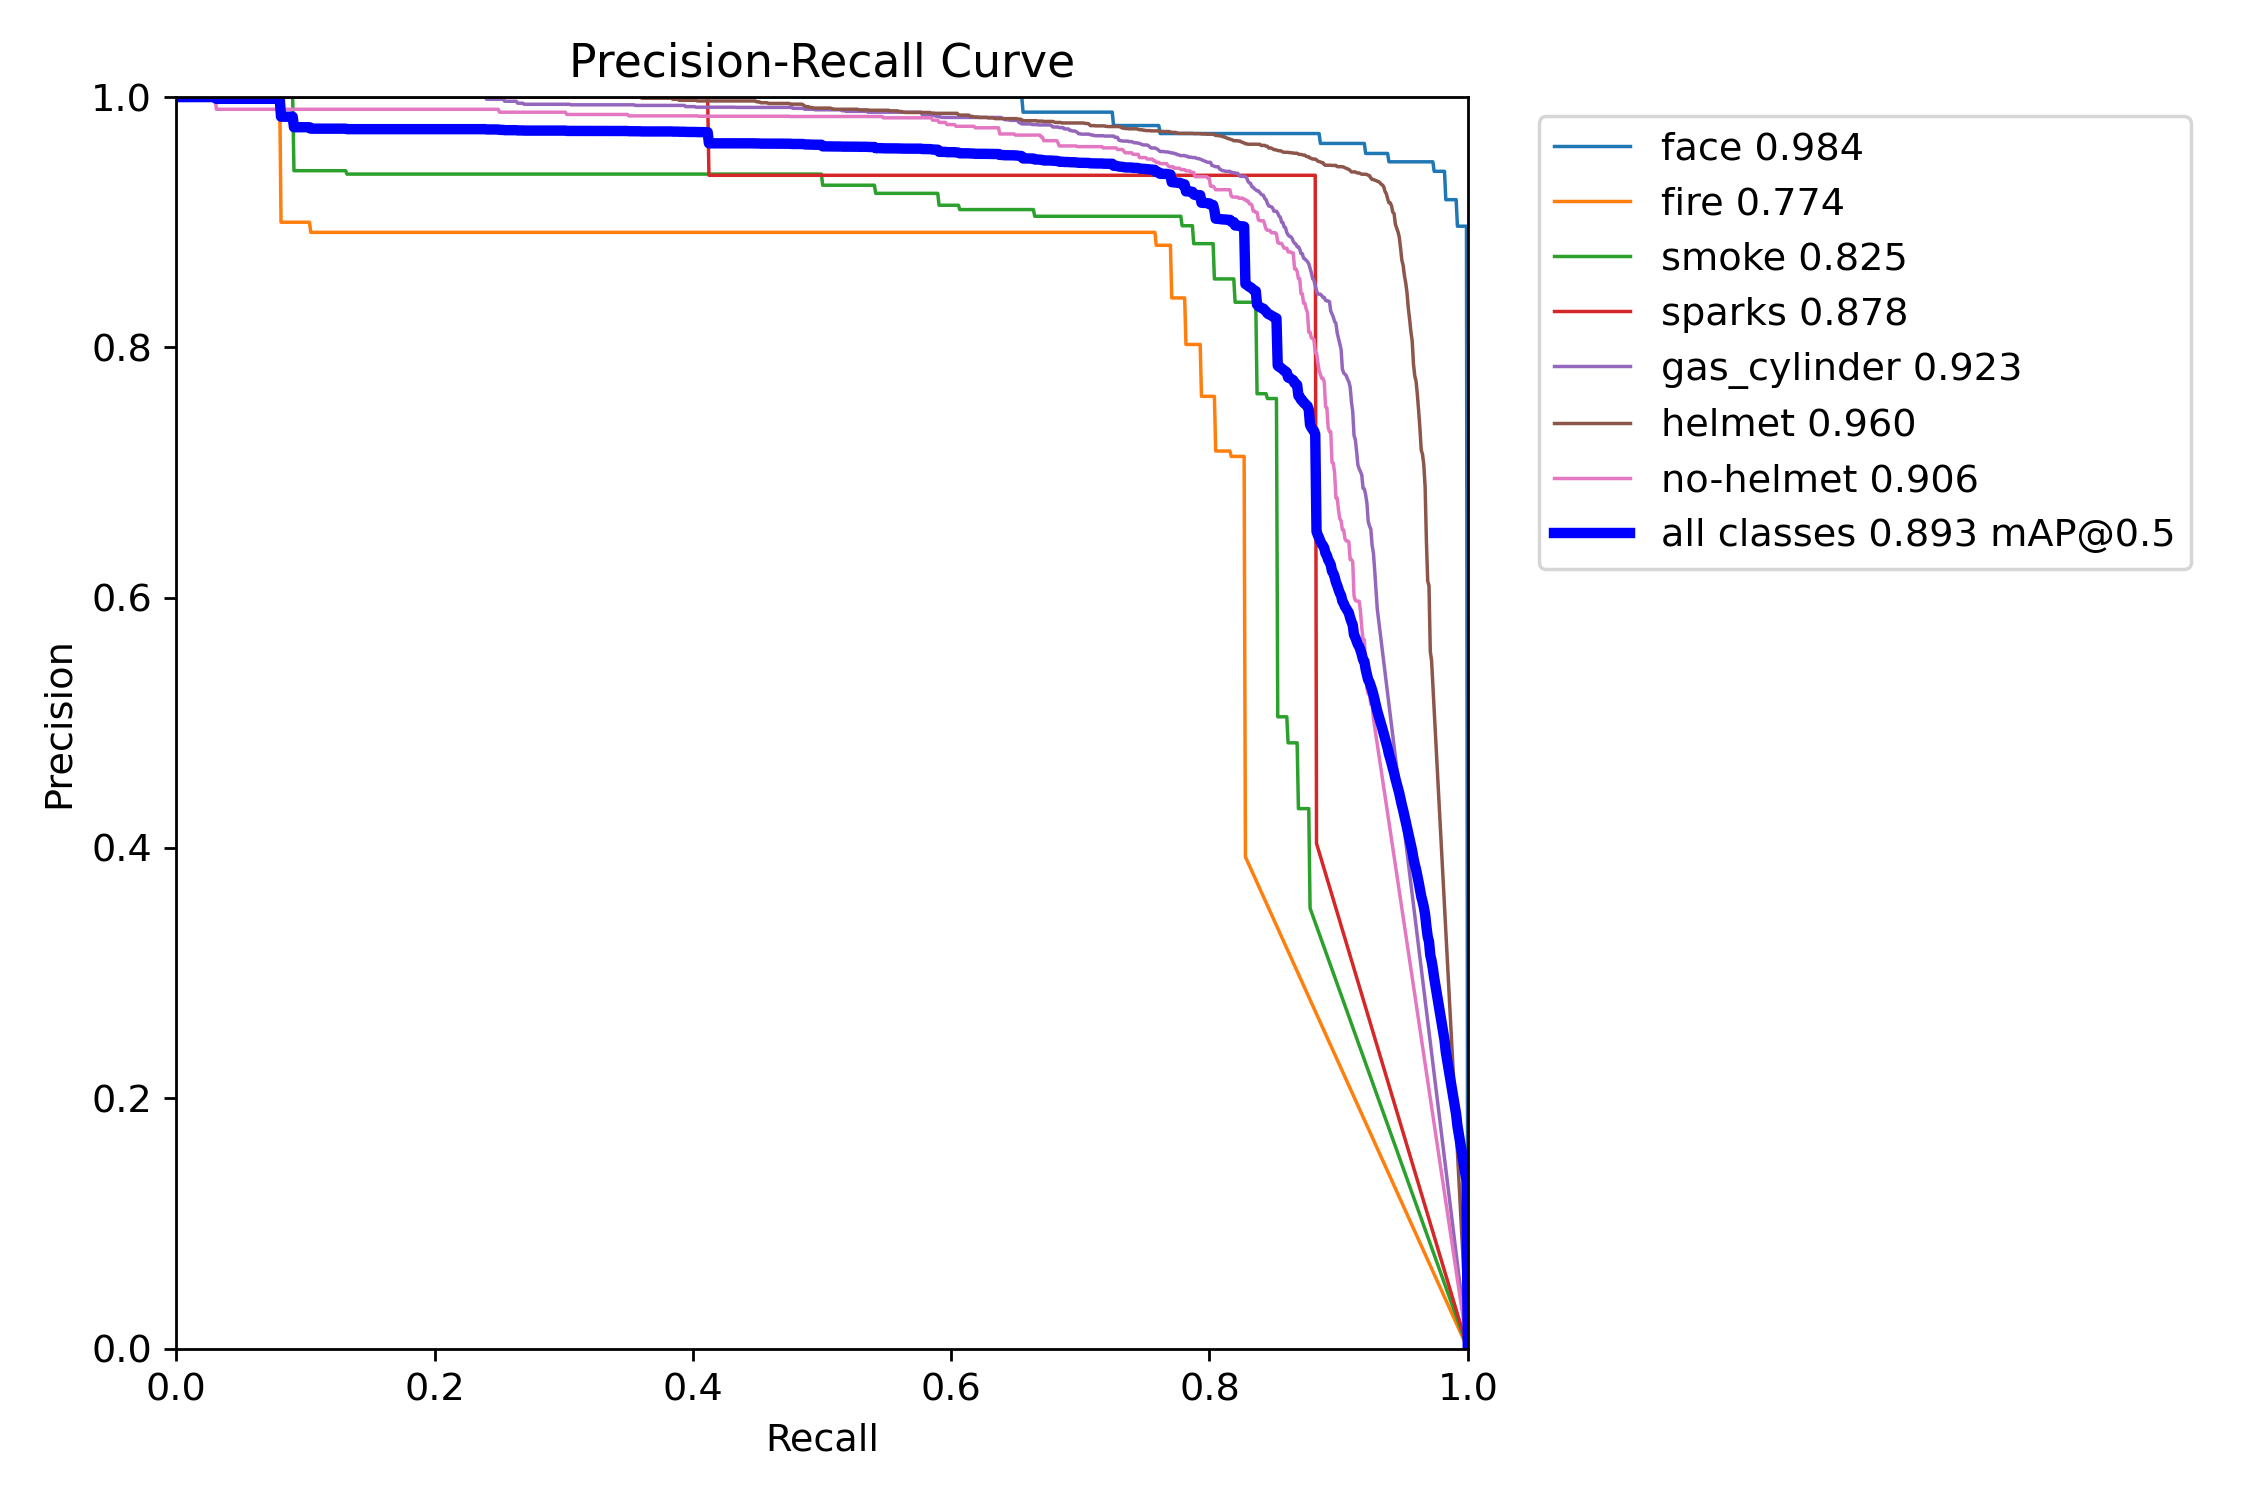 Precision-Recall Curve
1.0
0.8
0.6
0.4
0.2
0.0
Precision
0.0 0.2 0.4 0.6 0.8 1.0
Recall
face 0.984
fire 0.774
smoke 0.825
sparks 0.878
gas_cylinder 0.923
helmet 0.960
no-helmet 0.906
all classes 0.893 mAP@0.5